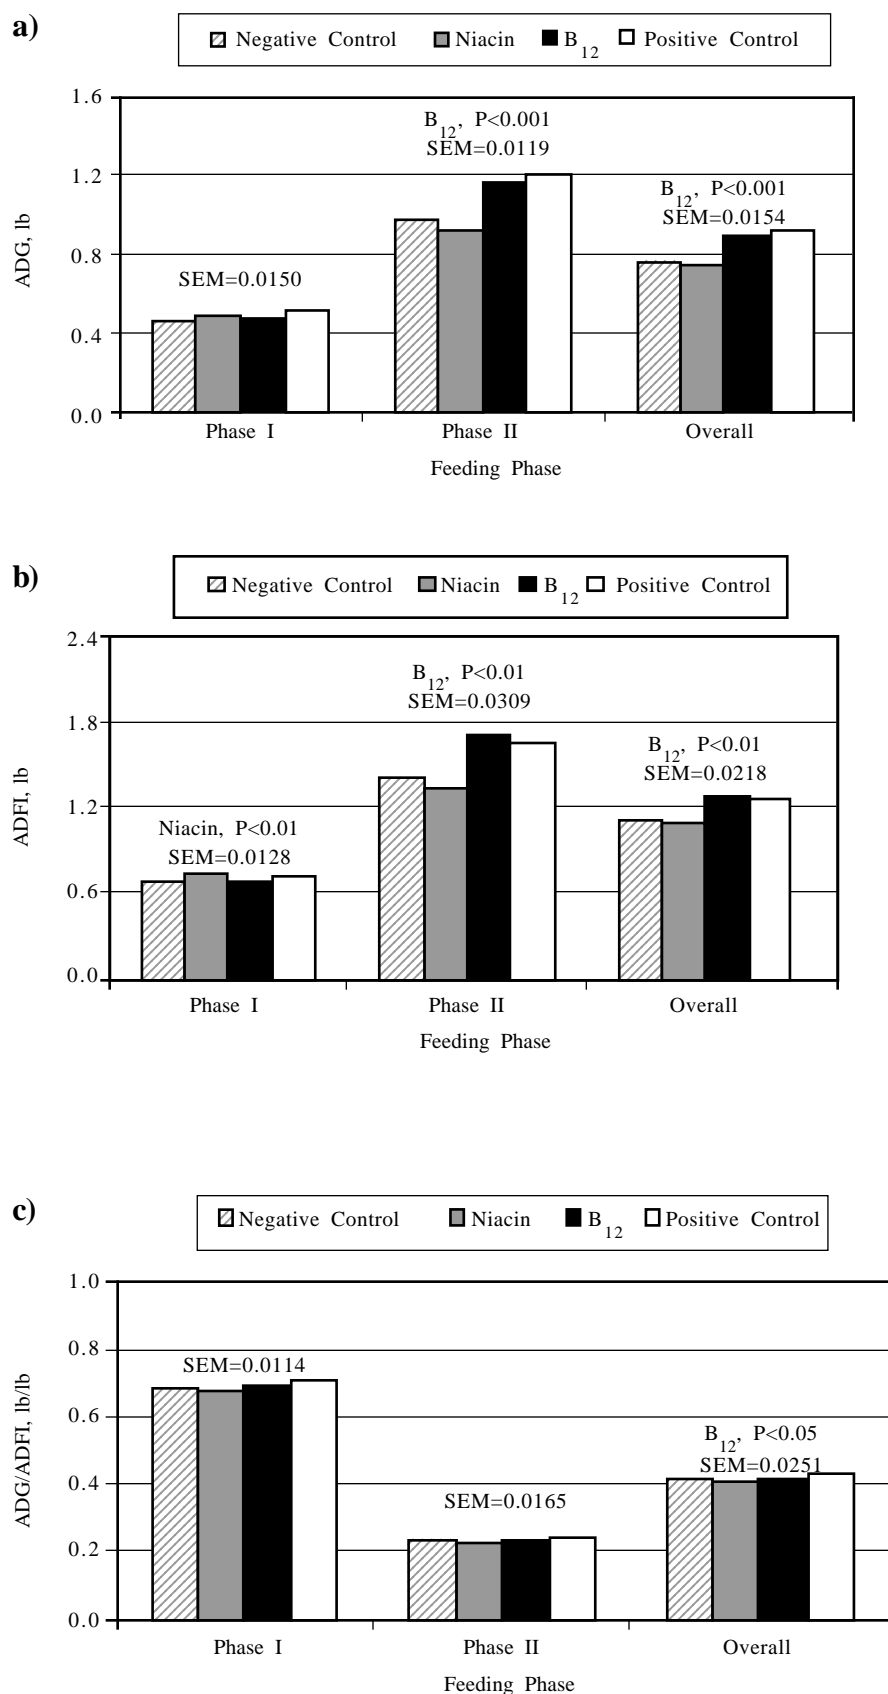 a)
Negative Control Niacin B12 Positive Control
1.6
1.2
0.8
0.4
0.0
ADG, lb
B12, P<0.001
SEM=0.0119
B12, P<0.001
SEM=0.0154
SEM=0.0150
Phase I Phase II Overall
Feeding Phase
b)
Negative Control Niacin B12 Positive Control
2.4
1.8
1.2
0.6
0.0
ADFI, lb
B12, P<0.01
SEM=0.0309
B12, P<0.01
SEM=0.0218
Niacin, P<0.01
SEM=0.0128
Phase I Phase II Overall
Feeding Phase
c)
Negative Control Niacin B12 Positive Control
1.0
0.8
0.6
0.4
0.2
0.0
ADG/ADFI, lb/lb
SEM=0.0114
B12, P<0.05
SEM=0.0251
SEM=0.0165
Phase I Phase II Overall
Feeding Phase